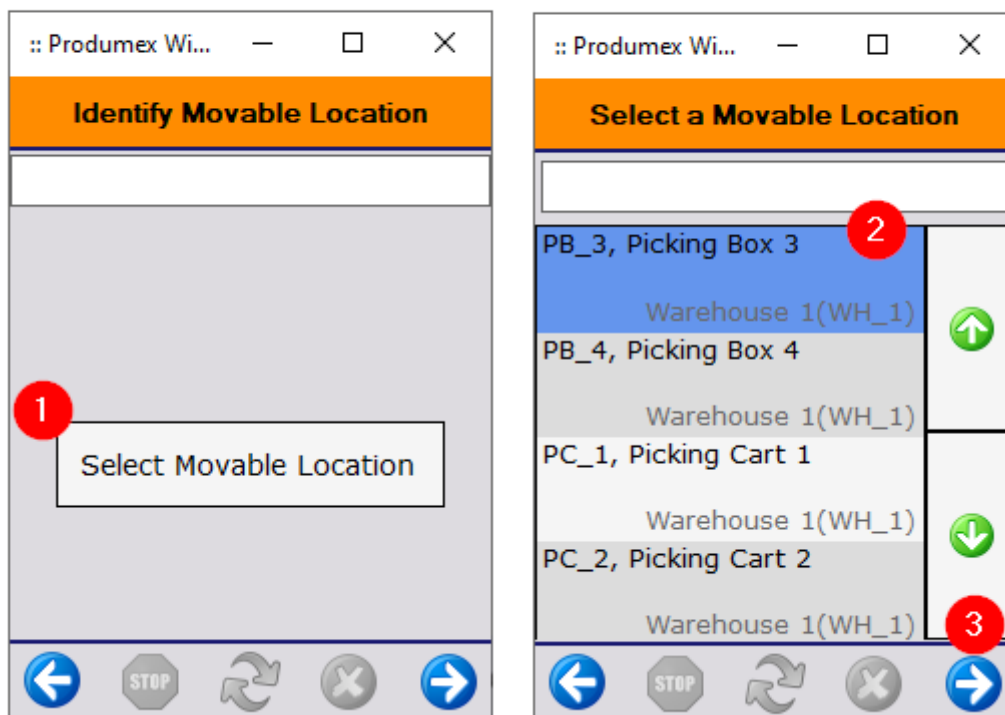 :: Produmex Wi...
Identify Movable Location
1
Select Movable Location
STOP
:: Produmex Wi...
Select a Movable Location
2
PB_3, Picking Box 3
Warehouse 1(WH_1)
PB_4, Picking Box 4
Warehouse 1(WH_1)
PC_1, Picking Cart 1
Warehouse 1(WH_1)
PC_2, Picking Cart 2
Warehouse 1(WH_1)
3
STOP